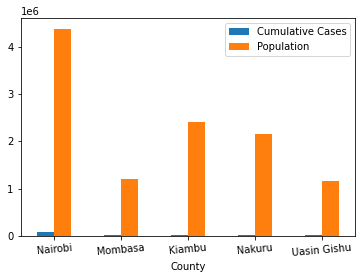 1e6
Cumulative Cases
Population
4
3
2
1
0
Nairobi
Mombasa
Kiambu
Nakuru
Uasin Gishu
County